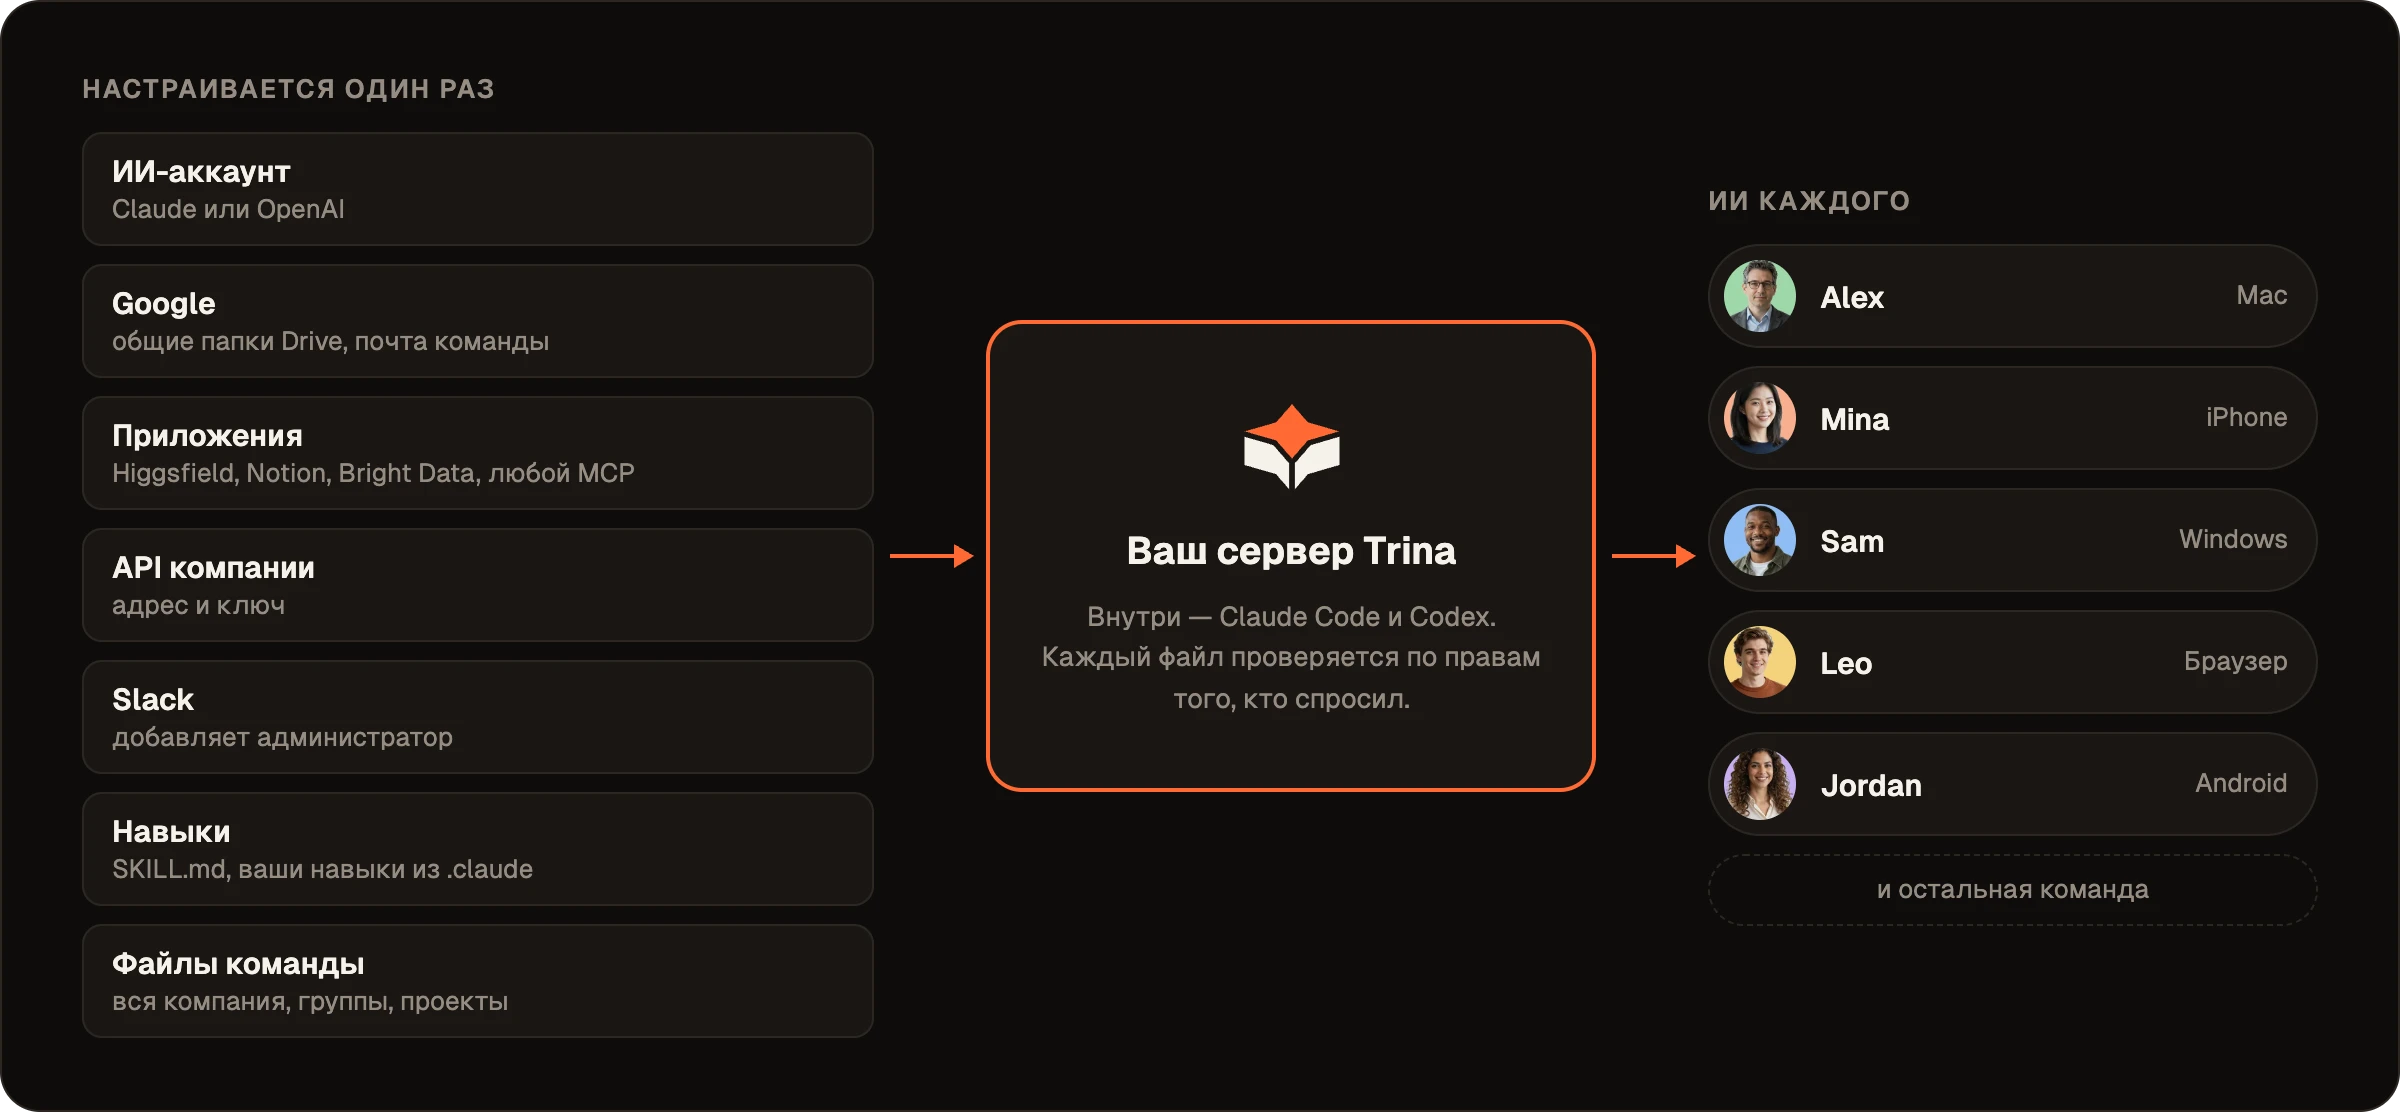 НАСТРАИВАЕТСЯ ОДИН РАЗ
ИИ-аккаунт
Claude или OpenAI
Google
общие папки Drive, почта команды
Приложения
Higgsfield, Notion, Bright Data, любой MCP
API компании
адрес и ключ
Slack
добавляет администратор
Навыки
SKILL.md, ваши навыки из .claude
Файлы команды
вся компания, группы, проекты
Ваш сервер Trina
Внутри — Claude Code и Codex.
Каждый файл проверяется по правам
того, кто спросил.
ИИ КАЖДОГО
Alex
Mac
Mina
iPhone
Sam
Windows
Leo
Браузер
Jordan
Android
и остальная команда